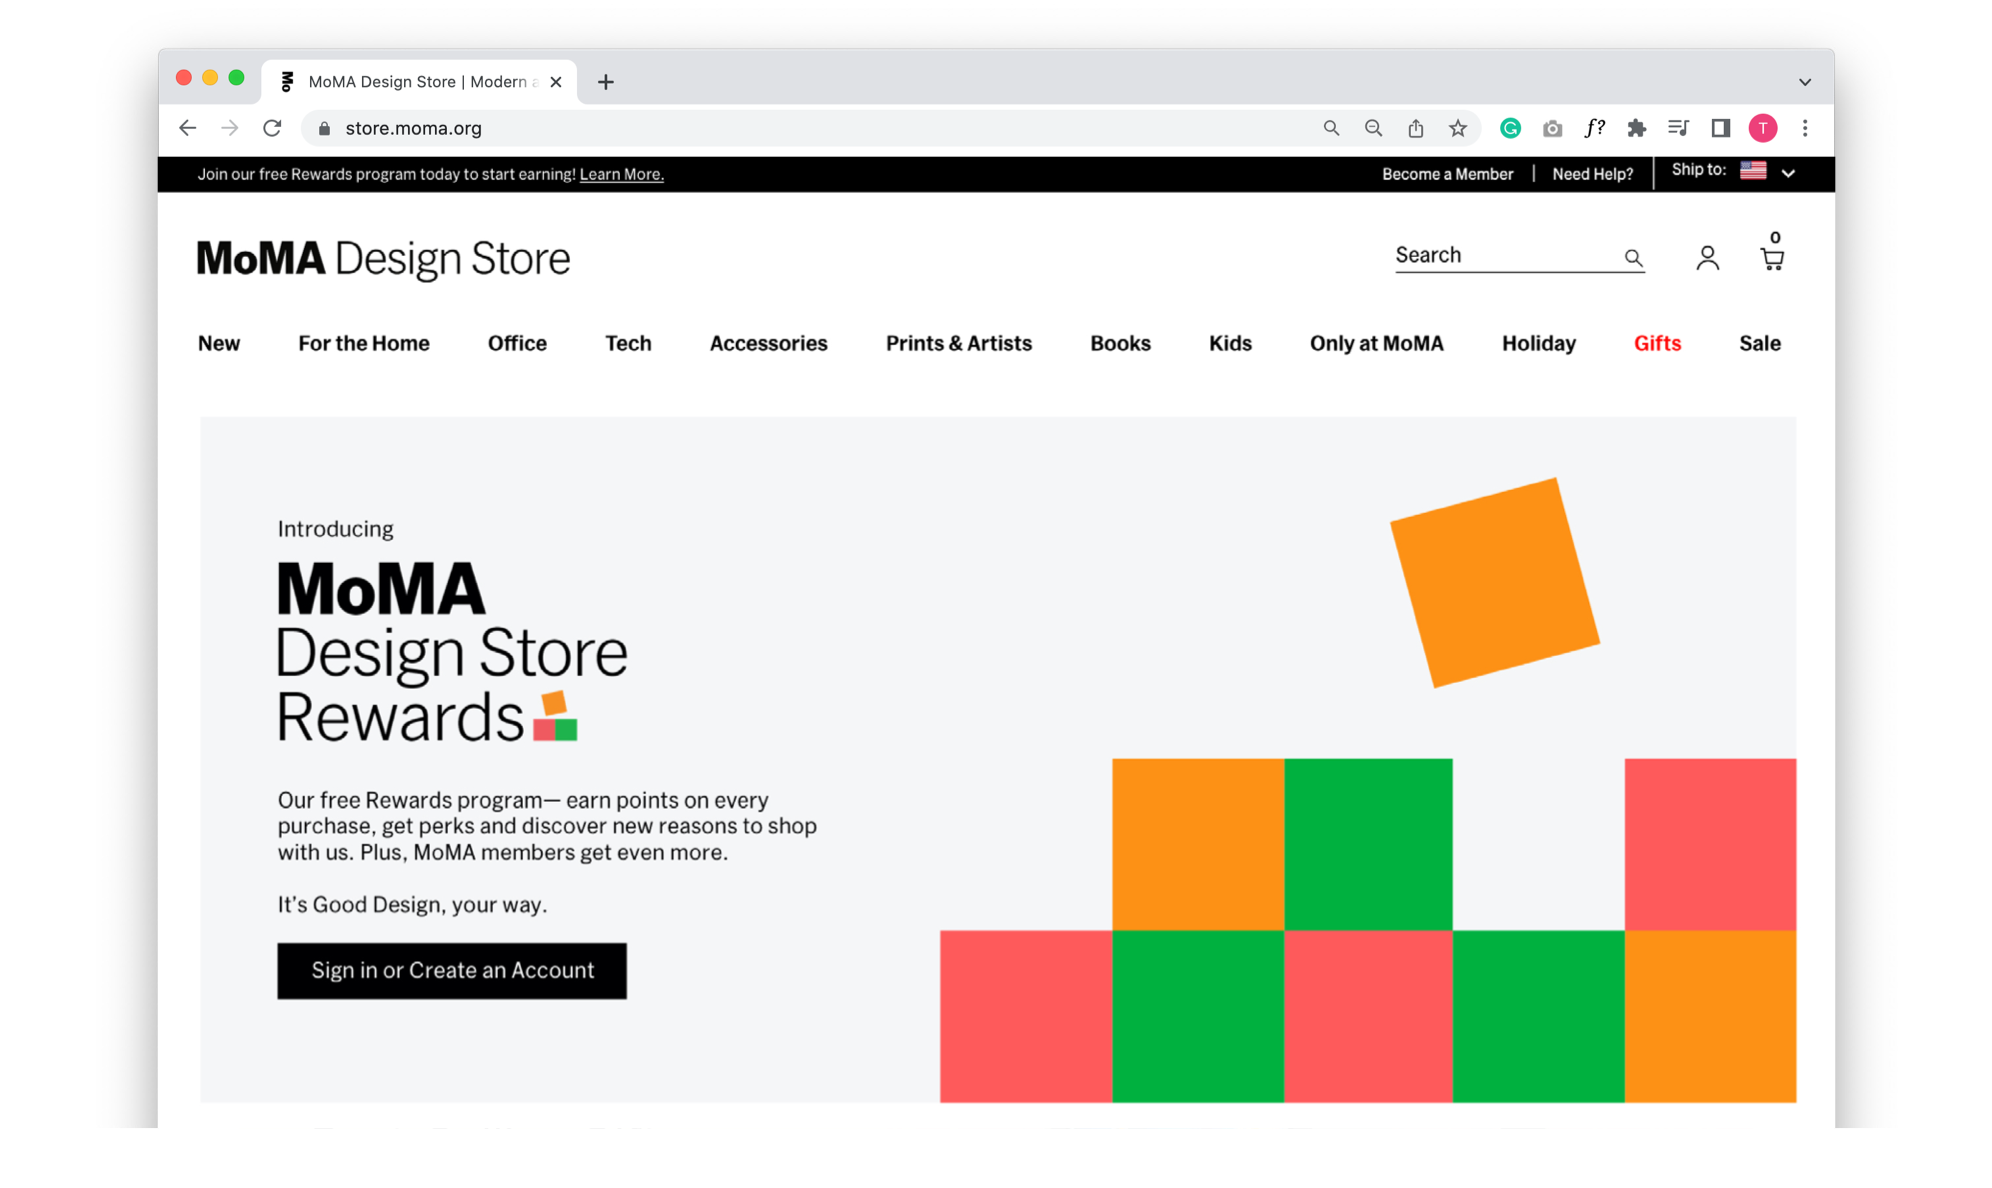 MoMA Design Store | Modern a
store.moma.org
f?
T
Join our free Rewards program today to start earning! Learn More.
Become a Member | Need Help?
Ship to:
MoMA Design Store
Search
0
New For the Home Office Tech Accessories Prints & Artists Books Kids Only at MoMA Holiday Gifts Sale
Introducing
MoMA
Design Store
Rewards
Our free Rewards program— earn points on every
purchase, get perks and discover new reasons to shop
with us. Plus, MoMA members get even more.
It's Good Design, your way.
Sign in or Create an Account